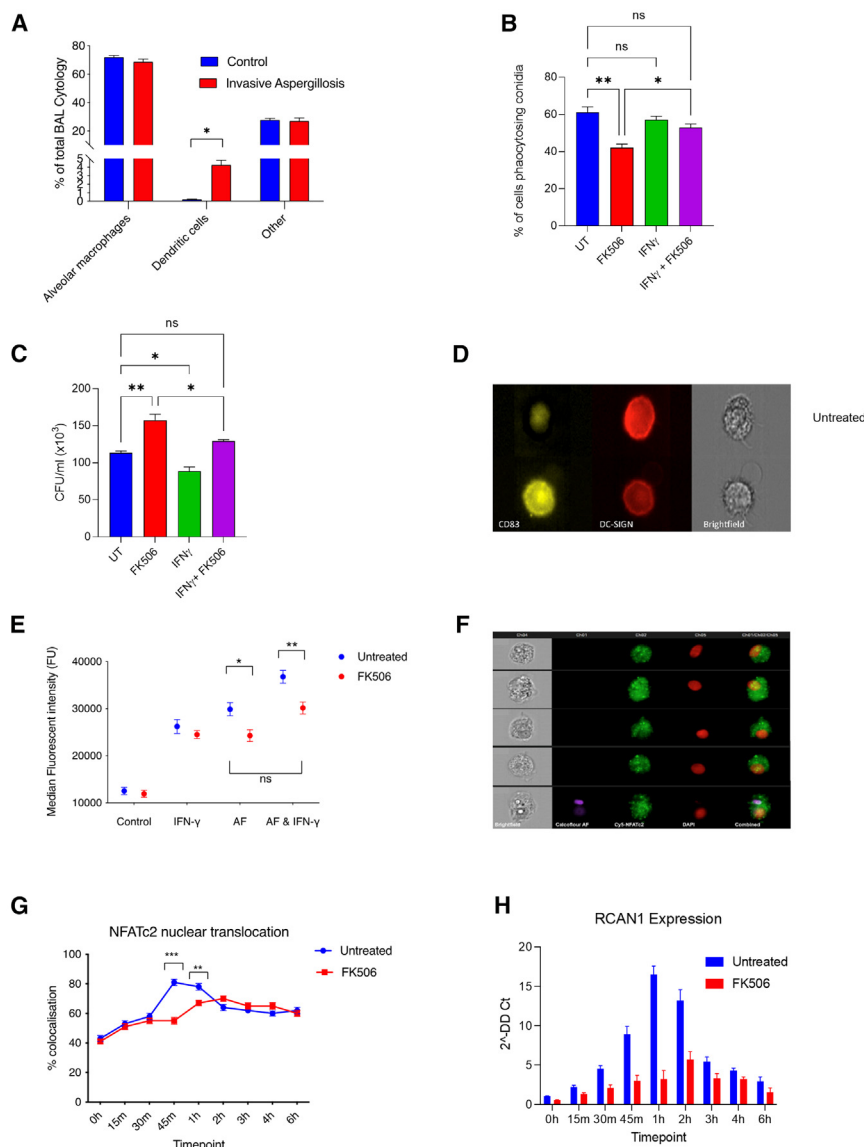 A
% of total BAL Cytology
80
60
40
20
5
4
3
2
1
0
Control
Invasive Aspergillosis
*
Alveolar macrophages
Dendritic cells
Other
B
% of cells phaocytosing conidia
80
60
40
20
0
ns
ns
**
*
UT
FK506
IFNγ
IFNγ + FK506
C
CFU/ml (x10³)
200
150
100
50
0
ns
*
**
*
UT
FK506
IFNγ
IFNγ+ FK506
D
Untreated
CD83
DC-SIGN
Brightfield
E
Median Fluorescent intensity (FU)
40000
30000
20000
10000
Untreated
FK506
*
**
ns
Control
IFN-γ
AF
AF & IFN-γ
F
Ch01
Ch02
Brightfield
Calcoflour AF
Cy5-NFATc2
DAPI
Combined
G
NFATc2 nuclear translocation
Untreated
FK506
% colocalisation
100
80
60
40
20
0
***
**
0h
15m
30m
45m
1h
2h
3h
4h
6h
Timepoint
H
RCAN1 Expression
Untreated
FK506
2^-DD Ct
20
15
10
5
0
0h
15m
30m
45m
1h
2h
3h
4h
6h
Timepoint